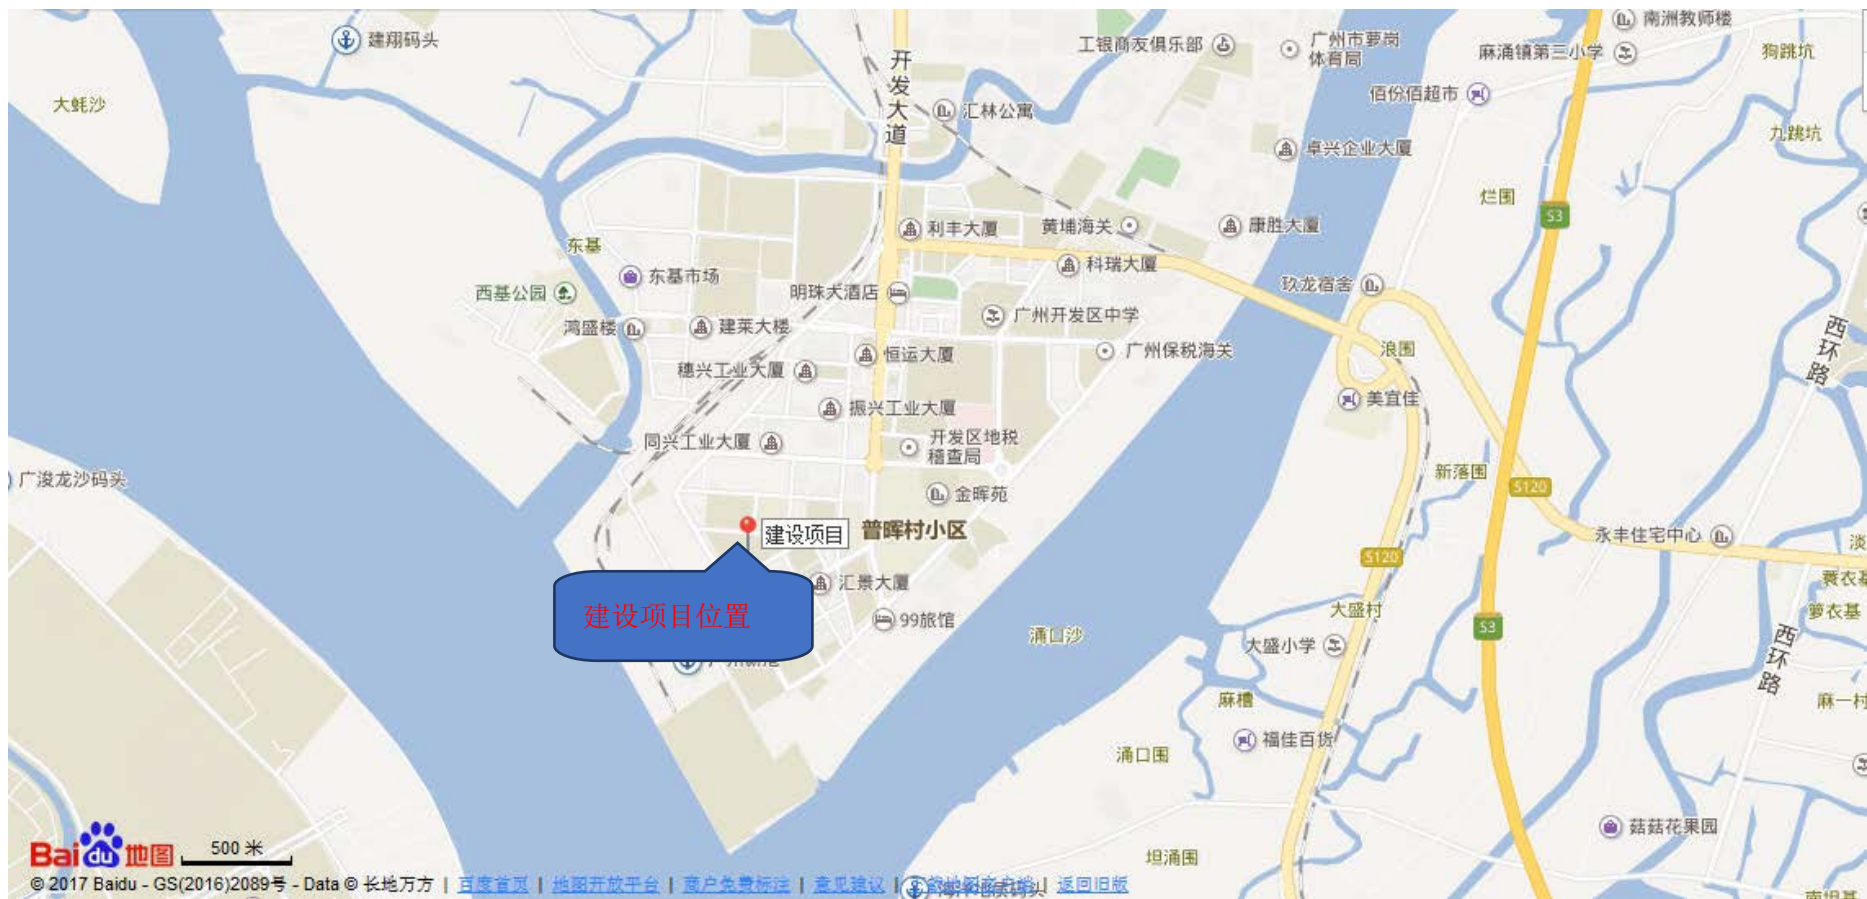 南洲教师楼
建翔码头
工银商友俱乐部
广州市萝岗
体育局
麻涌镇第三小学
狗跳坑
开发大道
佰份佰超市
大蚝沙
汇林公寓
九跳坑
卓兴企业大厦
烂围
S3
利丰大厦
黄埔海关
康胜大厦
东基
科瑞大厦
东基市场
西基公园
明珠大酒店
玖龙宿舍
广州开发区中学
鸿盛楼
建莱大楼
西环路
恒运大厦
广州保税海关
浪围
穗兴工业大厦
美宜佳
振兴工业大厦
同兴工业大厦
开发区地税
稽查局
新落围
广浚龙沙码头
S120
金晖苑
建设项目
普晖村小区
永丰住宅中心
淡
S120
汇景大厦
蓑衣基
建设项目位置
大盛村
箩衣基
99旅馆
S3
涌口沙
大盛小学
西环路
麻槽
麻一村
福佳百货
涌口围
菇菇花果园
Bai du 地图
500 米
坦涌围
© 2017 Baidu - GS(2016)2089号 - Data © 长地万方 | 百度首页 | 地图开放平台 | 商户免费标注 | 意见建议 | 返回旧版